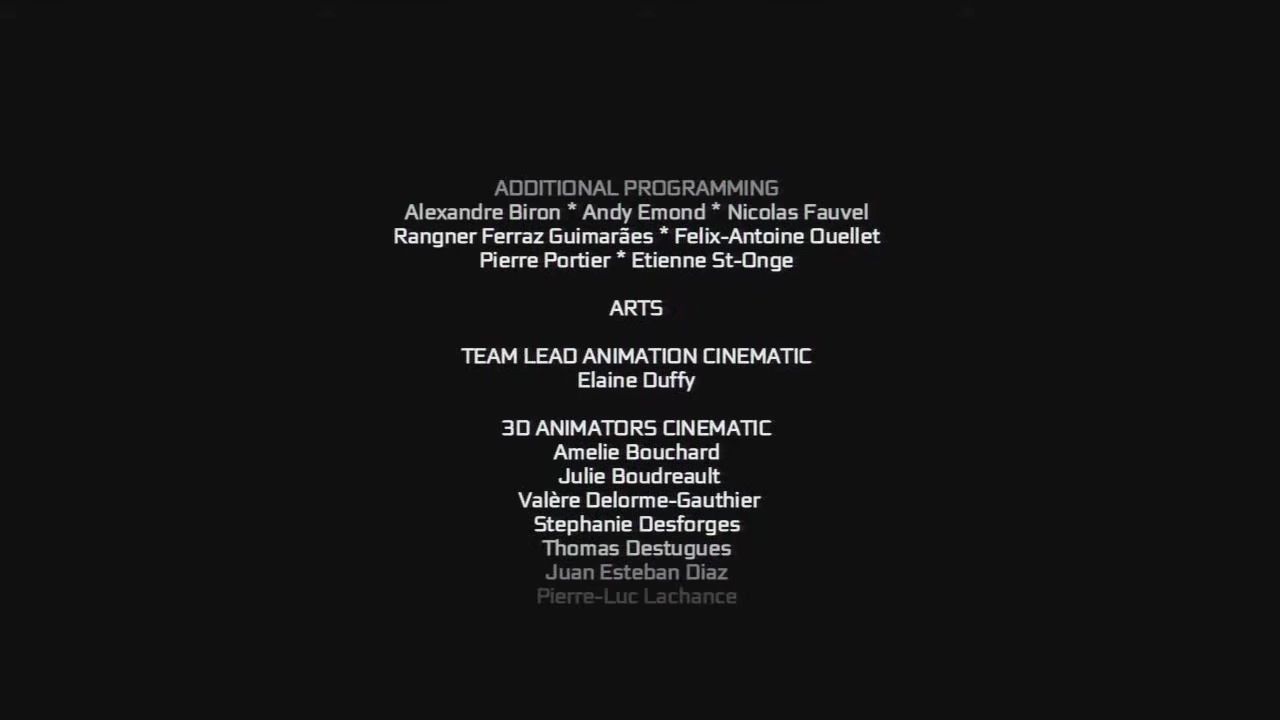 ADDITIONAL PROGRAMMING
Alexandre Biron * Andy Emond * Nicolas Fauvel
Rangner Ferraz Guimarães * Felix-Antoine Ouellet
Pierre Portier * Etienne St-Onge
ARTS
TEAM LEAD ANIMATION CINEMATIC
Elaine Duffy
3D ANIMATORS CINEMATIC
Amelie Bouchard
Julie Boudreault
Valère Delorme-Gauthier
Stephanie Desforges
Thomas Destugues
Juan Esteban Diaz
Pierre-Luc Lachance